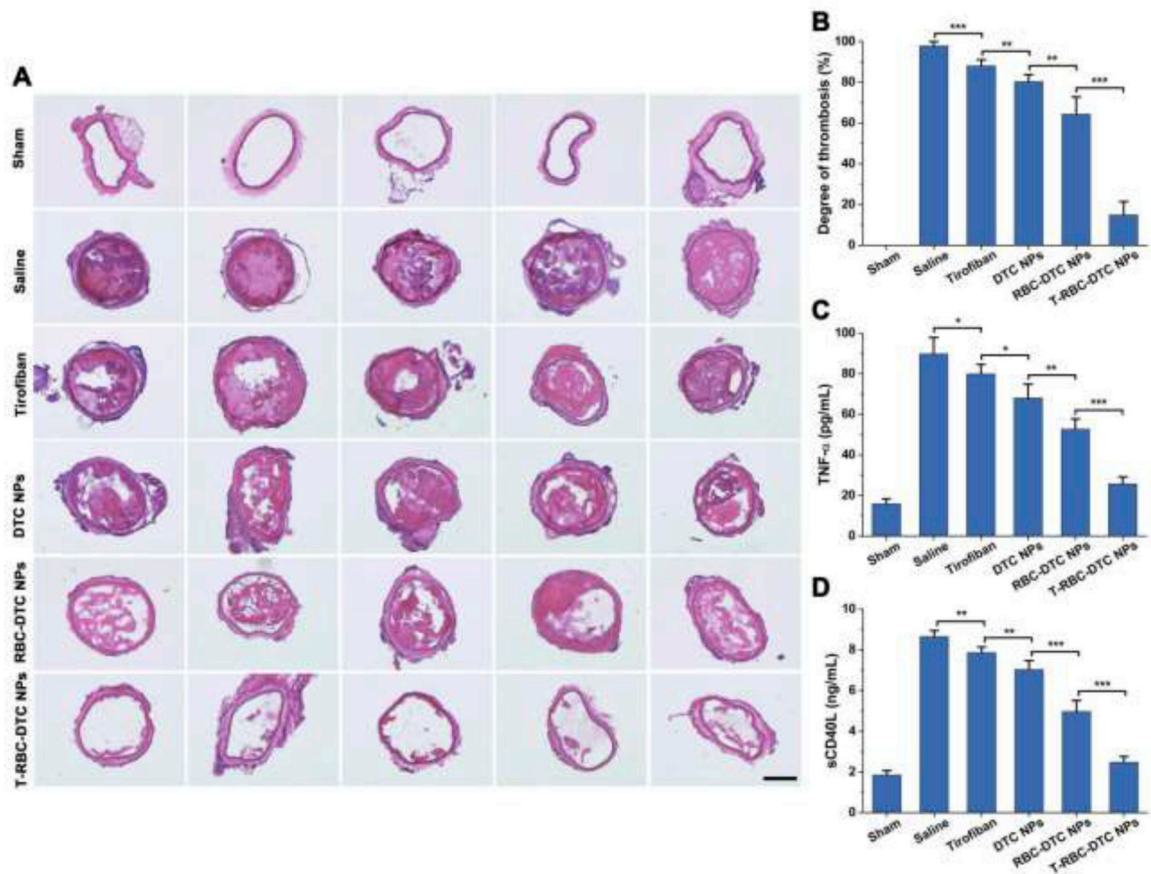 A
Sham
Saline
Tirofiban
DTC NPs
RBC-DTC NPs
T-RBC-DTC NPs
B
Degree of thrombosis (%)
100
80
60
40
20
0
*** ** ** ***
Sham Saline Tirofiban DTC NPs RBC-DTC NPs T-RBC-DTC NPs
C
TNF-α (pg/mL)
100
80
60
40
20
0
* * ** ***
Sham Saline Tirofiban DTC NPs RBC-DTC NPs T-RBC-DTC NPs
D
sCD40L (ng/mL)
10
8
6
4
2
0
** ** *** ***
Sham Saline Tirofiban DTC NPs RBC-DTC NPs T-RBC-DTC NPs